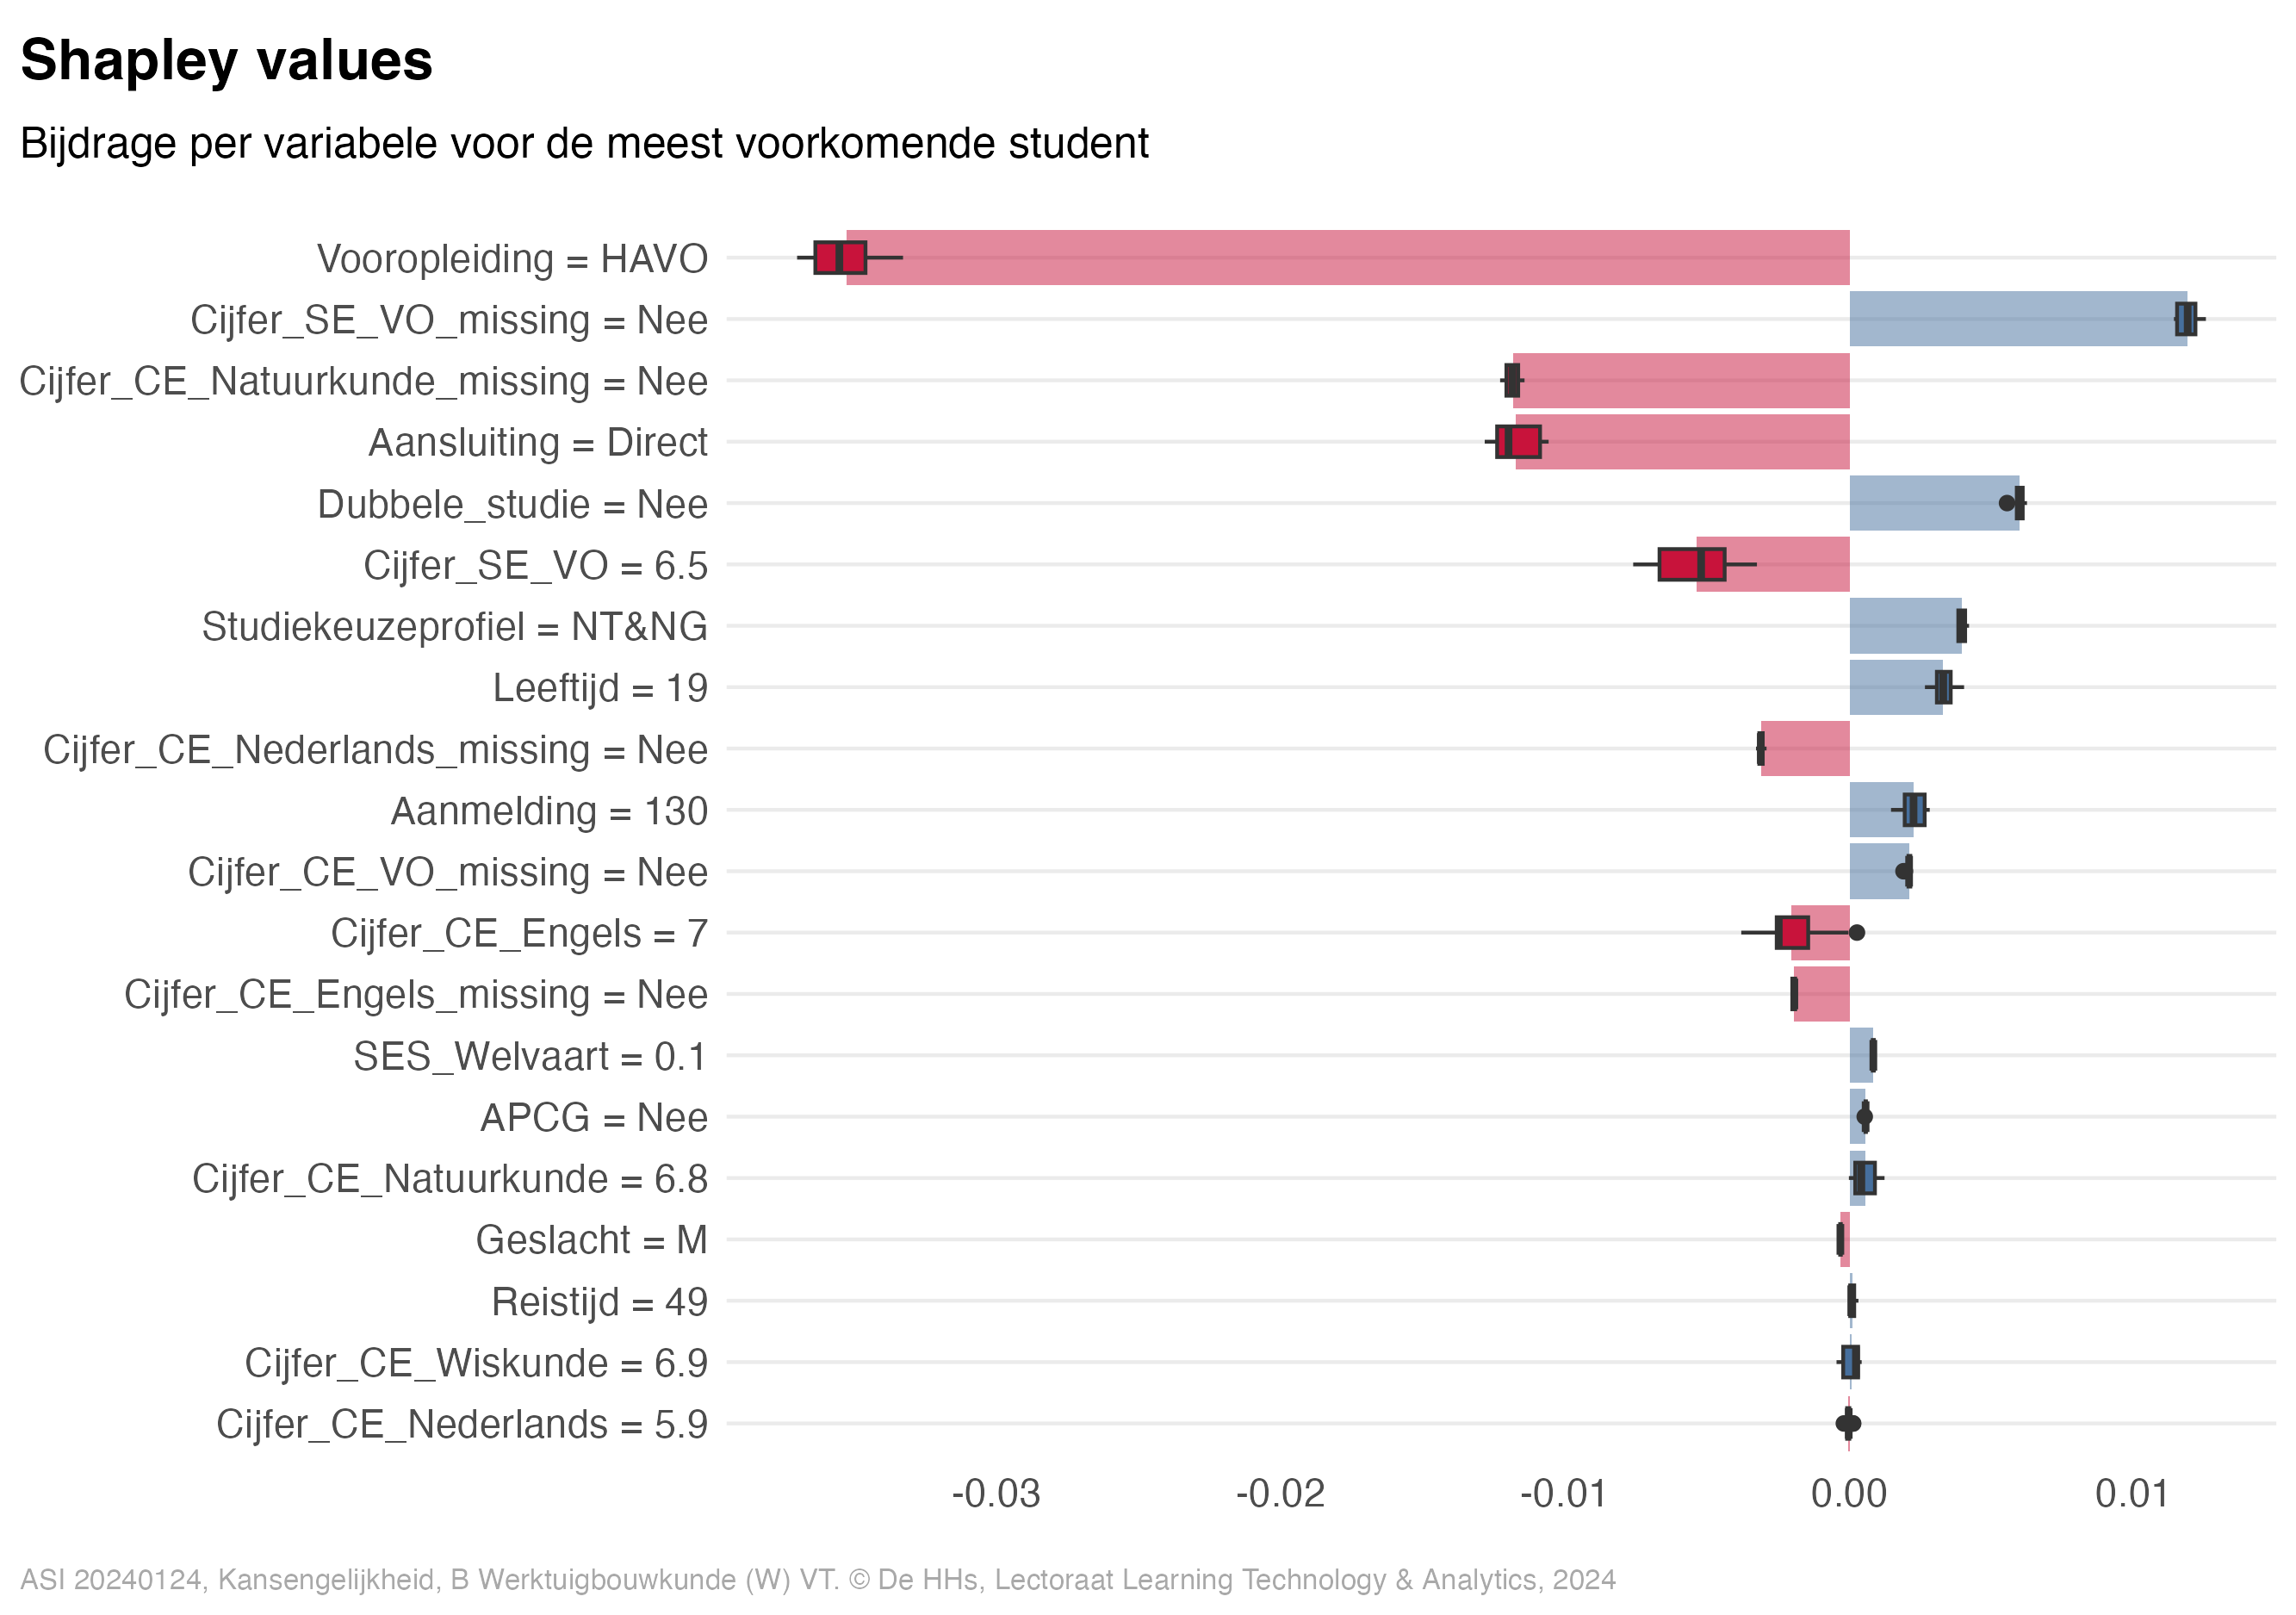 Shapley values
Bijdrage per variabele voor de meest voorkomende student
Vooropleiding = HAVO
Cijfer_SE_VO_missing = Nee
Cijfer_CE_Natuurkunde_missing = Nee
Aansluiting = Direct
Dubbele_studie = Nee
Cijfer_SE_VO = 6.5
Studiekeuzeprofiel = NT&NG
Leeftijd = 19
Cijfer_CE_Nederlands_missing = Nee
Aanmelding = 130
Cijfer_CE_VO_missing = Nee
Cijfer_CE_Engels = 7
Cijfer_CE_Engels_missing = Nee
SES_Welvaart = 0.1
APCG = Nee
Cijfer_CE_Natuurkunde = 6.8
Geslacht = M
Reistijd = 49
Cijfer_CE_Wiskunde = 6.9
Cijfer_CE_Nederlands = 5.9
-0.03 -0.02 -0.01 0.00 0.01
ASI 20240124, Kansengelijkheid, B Werktuigbouwkunde (W) VT. © De HHs, Lectoraat Learning Technology & Analytics, 2024